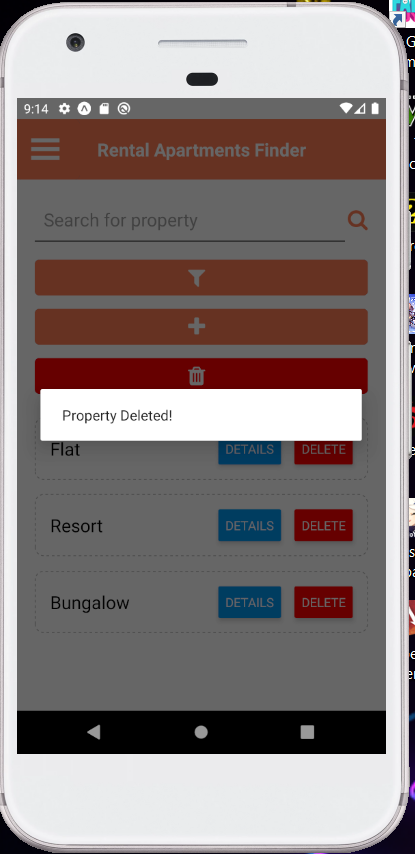 9:14
Rental Apartments Finder
Search for property
Property Deleted!
Flat DETAILS DELETE
Resort DETAILS DELETE
Bungalow DETAILS DELETE